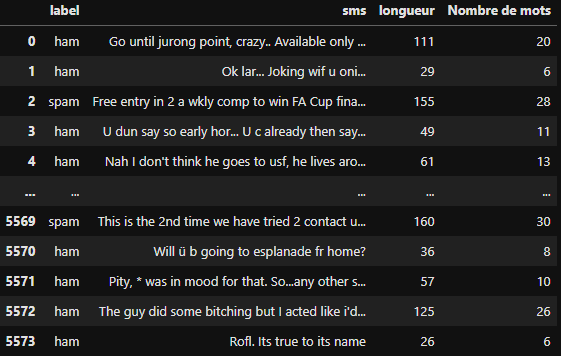 label sms longueur Nombre de mots
0 ham Go until jurong point, crazy.. Available only ... 111 20
1 ham Ok lar... Joking wif u oni... 29 6
2 spam Free entry in 2 a wkly comp to win FA Cup fina... 155 28
3 ham U dun say so early hor... U c already then say... 49 11
4 ham Nah I don't think he goes to usf, he lives aro... 61 13
... ... ... ... ...
5569 spam This is the 2nd time we have tried 2 contact u... 160 30
5570 ham Will ü b going to esplanade fr home? 36 8
5571 ham Pity, * was in mood for that. So...any other s... 57 10
5572 ham The guy did some bitching but I acted like i'd... 125 26
5573 ham Rofl. Its true to its name 26 6